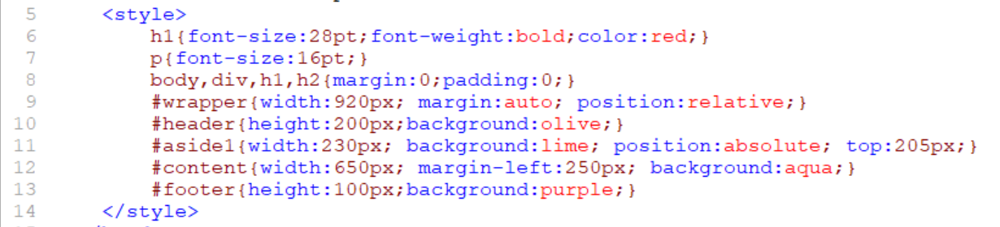 5 <style>
6 h1{font-size:28pt;font-weight:bold;color:red;}
7 p{font-size:16pt;}
8 body,div,h1,h2{margin:0;padding:0;}
9 #wrapper{width:920px; margin:auto; position:relative;}
10 #header{height:200px;background:olive;}
11 #aside1{width:230px; background:lime; position:absolute; top:205px;}
12 #content{width:650px; margin-left:250px; background:aqua;}
13 #footer{height:100px;background:purple;}
14 </style>